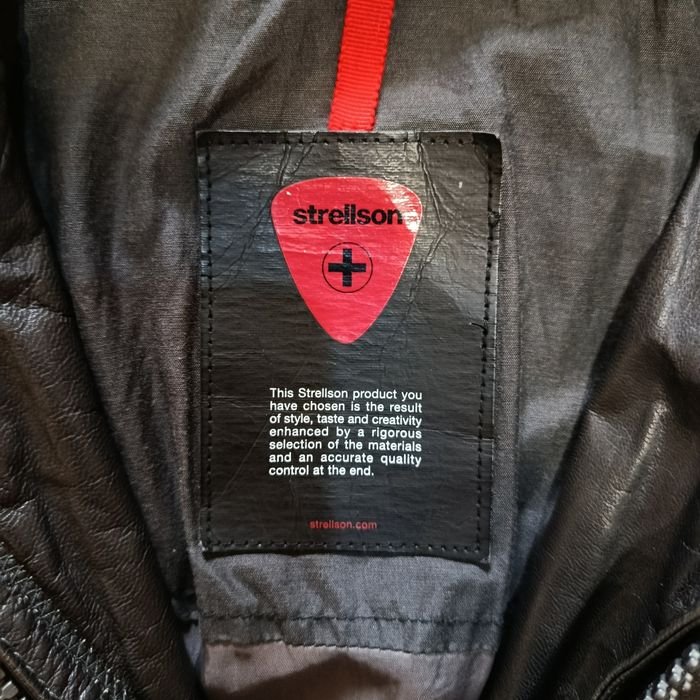 strellson
This Strellson product you
have chosen is the result
of style, taste and creativity
enhanced by a rigorous
selection of the materials
and an accurate quality
control at the end.
strellson.com